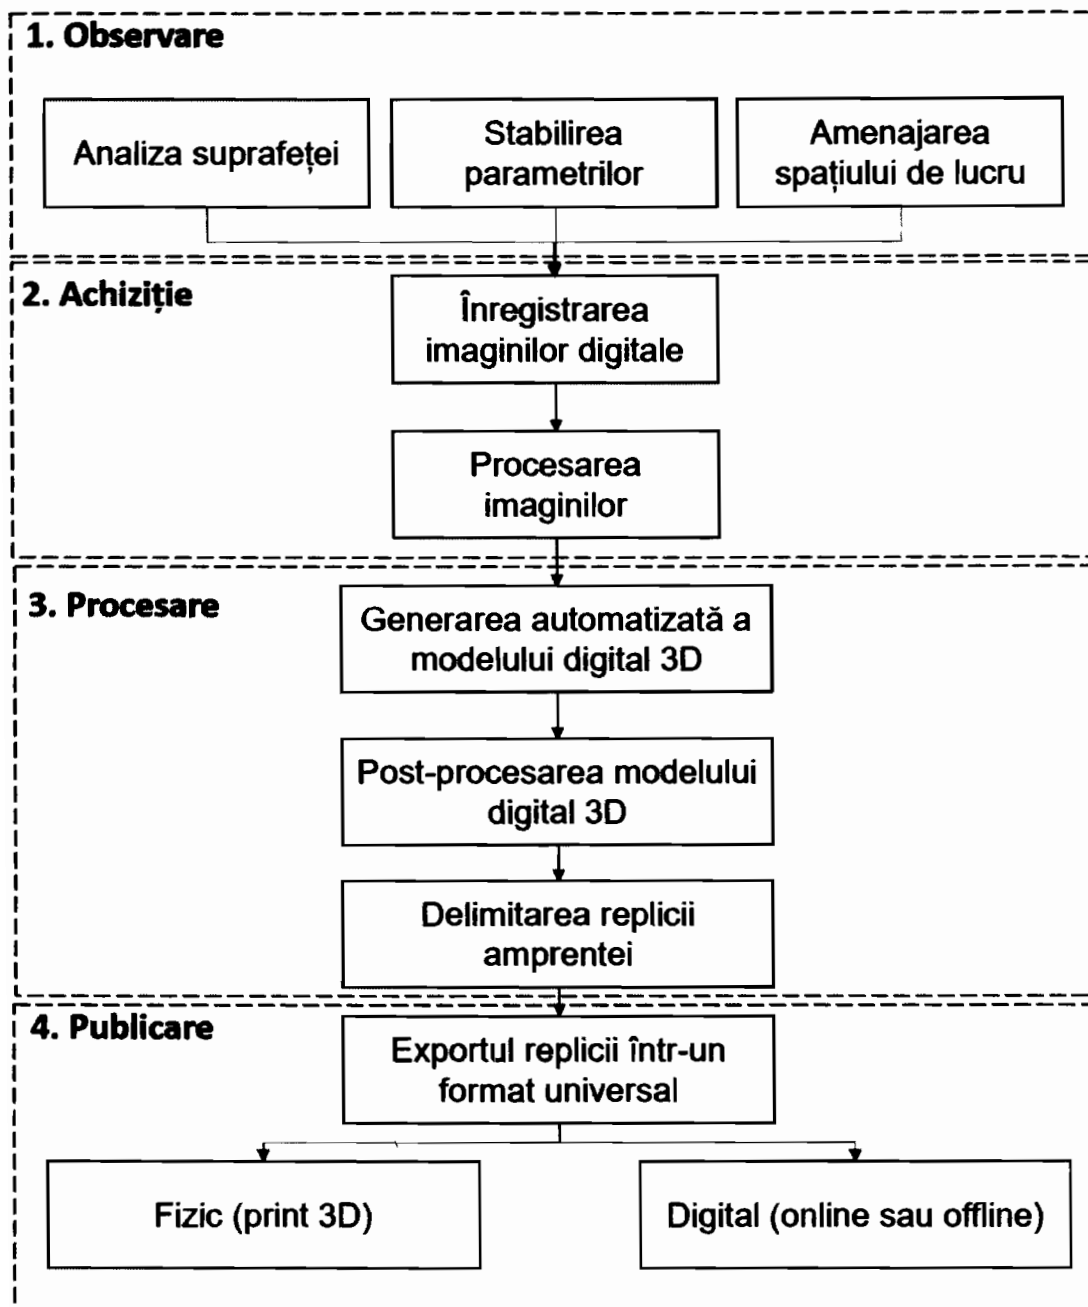 1. Observare
Analiza suprafeței
Stabilirea
parametrilor
Amenajarea
spațiului de lucru
2. Achiziție
Înregistrarea
imaginilor digitale
Procesarea
imaginilor
3. Procesare
Generarea automatizată a
modelului digital 3D
Post-procesarea modelului
digital 3D
Delimitarea replicii
amprentei
4. Publicare
Exportul replicii într-un
format universal
Fizic (print 3D)
Digital (online sau offline)